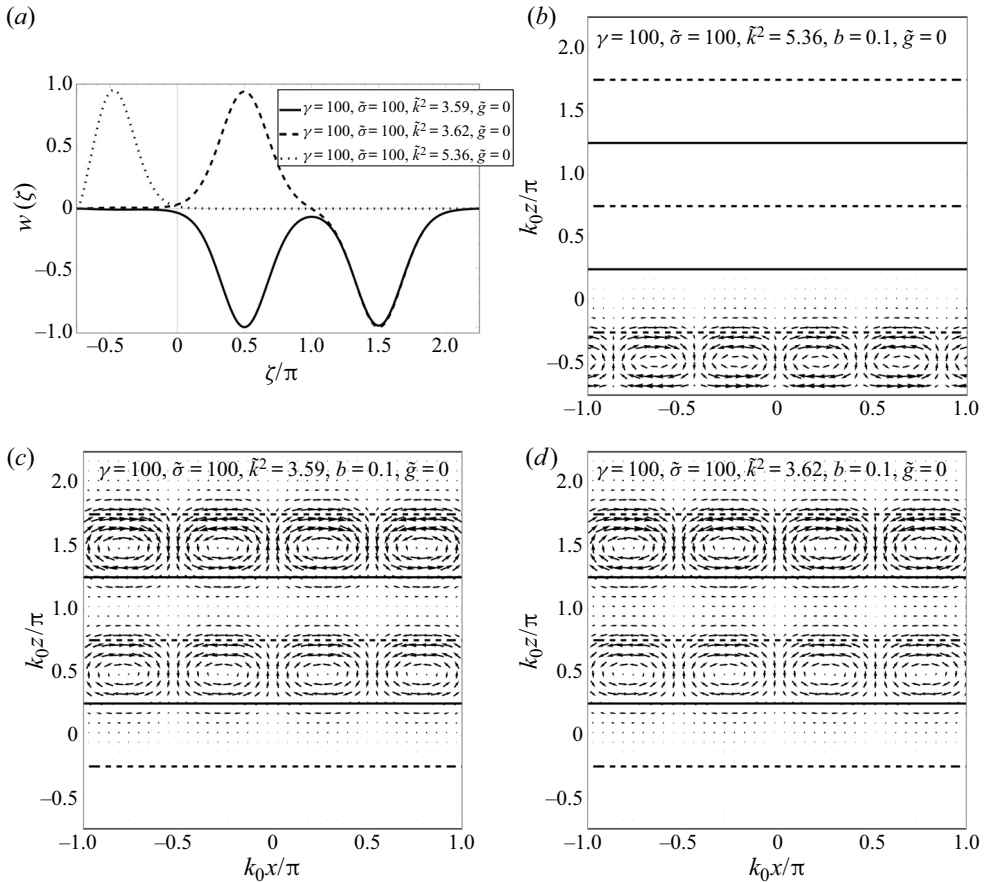 (a)
1.0
0.5
0
–0.5
–1.0
w (ζ)
γ = 100, σ̃ = 100, k̃² = 3.59, g̃ = 0
γ = 100, σ̃ = 100, k̃² = 3.62, g̃ = 0
γ = 100, σ̃ = 100, k̃² = 5.36, g̃ = 0
–0.5 0 0.5 1.0 1.5 2.0
ζ/π
(b)
γ = 100, σ̃ = 100, k̃² = 5.36, b = 0.1, g̃ = 0
2.0
1.5
1.0
0.5
0
–0.5
k₀z/π
–1.0 –0.5 0 0.5 1.0
(c)
γ = 100, σ̃ = 100, k̃² = 3.59, b = 0.1, g̃ = 0
2.0
1.5
1.0
0.5
0
–0.5
k₀z/π
–1.0 –0.5 0 0.5 1.0
k₀x/π
(d)
γ = 100, σ̃ = 100, k̃² = 3.62, b = 0.1, g̃ = 0
2.0
1.5
1.0
0.5
0
–0.5
k₀z/π
–1.0 –0.5 0 0.5 1.0
k₀x/π